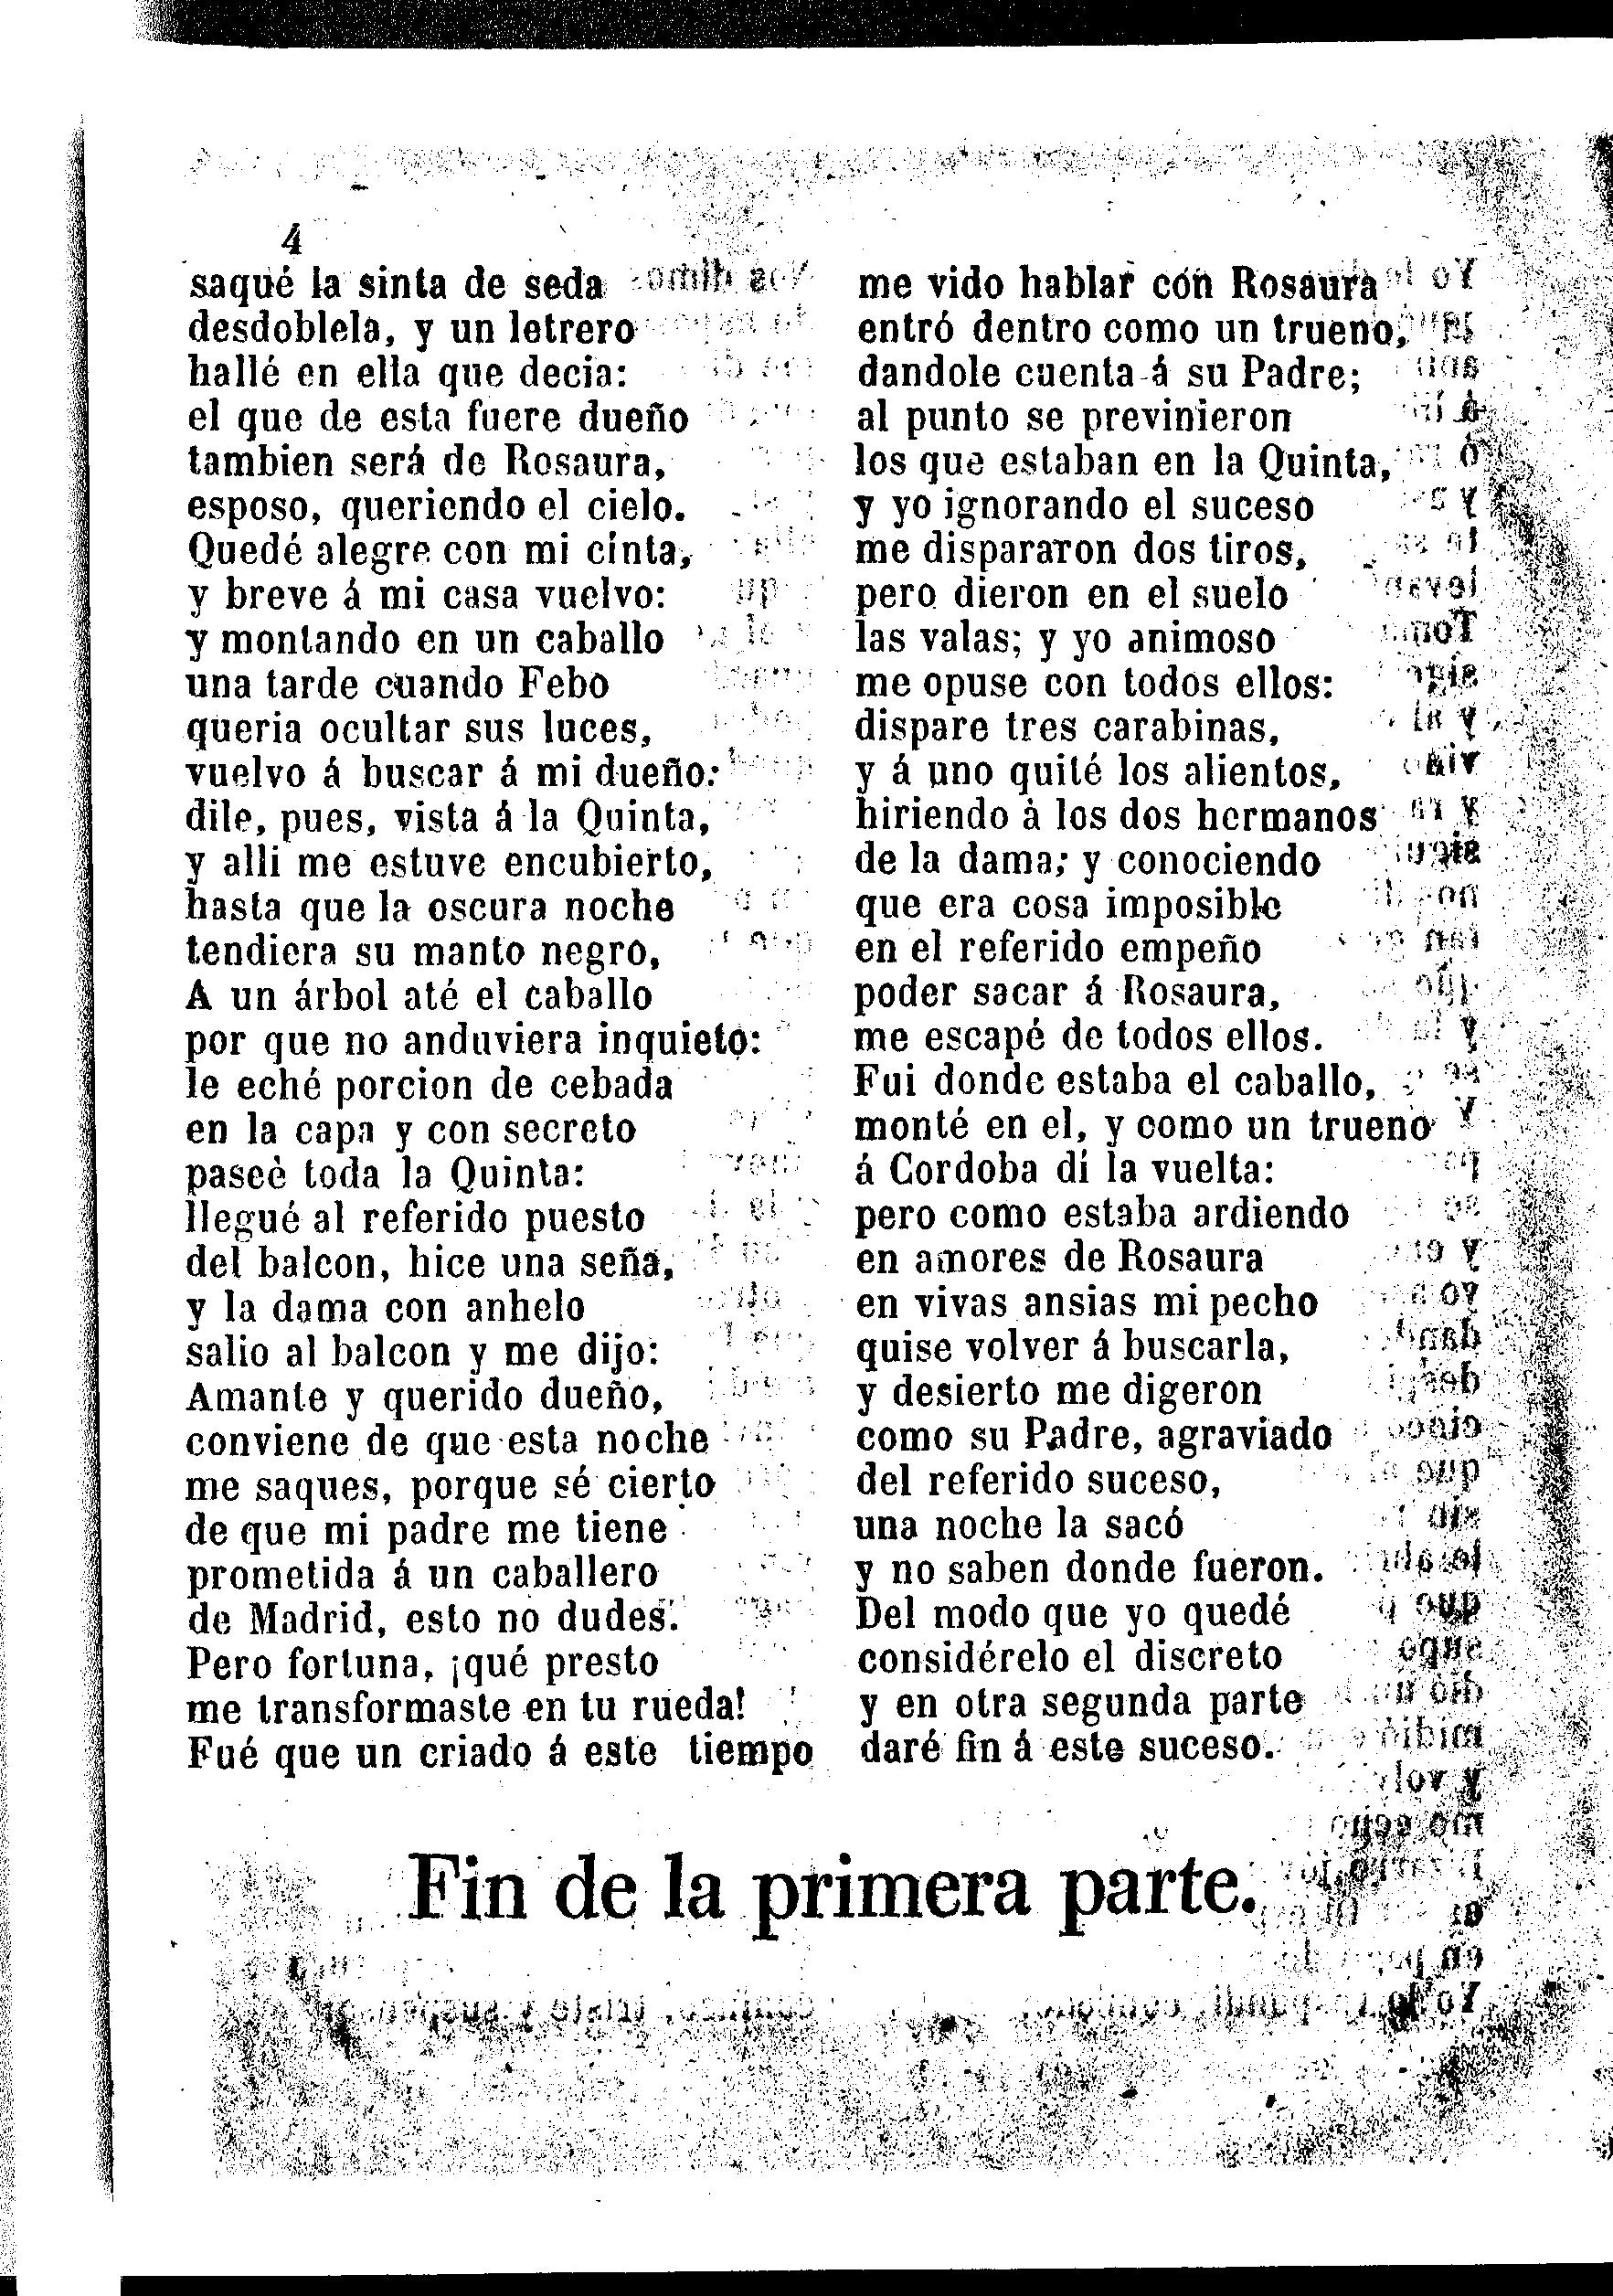 4
saqué la sinta de seda
desdoblela, y un letrero
hallé en ella que decia:
el que de esta fuere dueño
tambien será de Rosaura,
esposo, queriendo el cielo.
Quedé alegre con mi cinta,
y breve á mi casa vuelvo:
y montando en un caballo
una tarde cuando Febo
queria ocultar sus luces,
vuelvo á buscar á mi dueño:
dile, pues, vista á la Quinta,
y alli me estuve encubierto,
hasta que la oscura noche
tendiera su manto negro,
A un árbol até el caballo
por que no anduviera inquieto:
le eché porcion de cebada
en la capa y con secreto
paseè toda la Quinta:
llegué al referido puesto
del balcon, hice una seña,
y la dama con anhelo
salio al balcon y me dijo:
Amante y querido dueño,
conviene de que esta noche
me saques, porque sé cierto
de que mi padre me tiene
prometida á un caballero
de Madrid, esto no dudes.
Pero fortuna, ¡qué presto
me transformaste en tu rueda!
Fué que un criado á este tiempo
me vido hablar con Rosaura
entró dentro como un trueno,
dandole cuenta á su Padre;
al punto se previnieron
los que estaban en la Quinta,
y yo ignorando el suceso
me dispararon dos tiros,
pero dieron en el suelo
las valas; y yo animoso
me opuse con todos ellos:
dispare tres carabinas,
y á uno quité los alientos,
hiriendo à los dos hermanos
de la dama; y conociendo
que era cosa imposible
en el referido empeño
poder sacar á Rosaura,
me escapé de todos ellos.
Fui donde estaba el caballo,
monté en el, y como un trueno
á Cordoba dí la vuelta:
pero como estaba ardiendo
en amores de Rosaura
en vivas ansias mi pecho
quise volver á buscarla,
y desierto me digeron
como su Padre, agraviado
del referido suceso,
una noche la sacó
y no saben donde fueron.
Del modo que yo quedé
considérelo el discreto
y en otra segunda parte
daré fin á este suceso.
Fin de la primera parte.